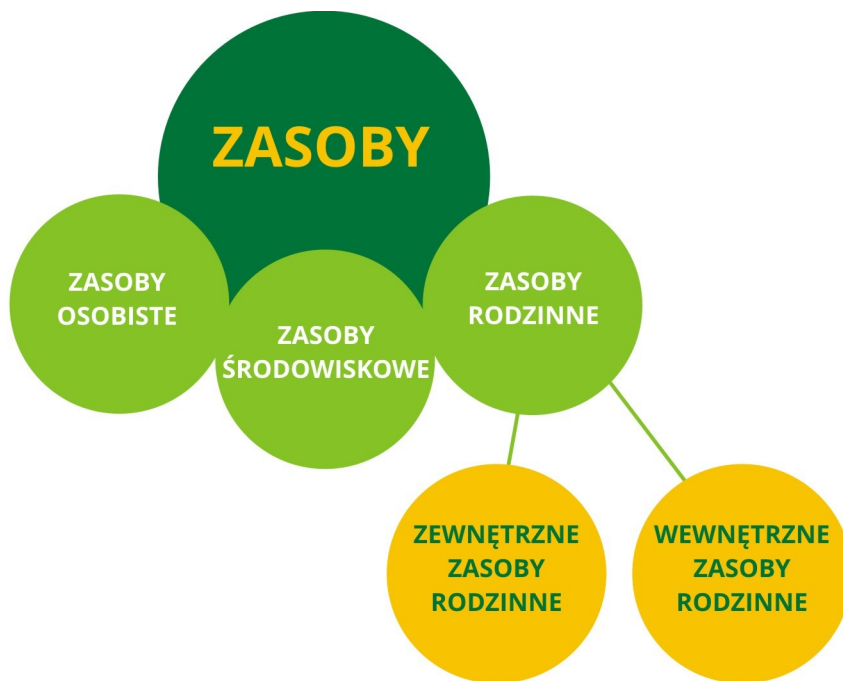 ZASOBY
ZASOBY
OSOBISTE
ZASOBY
ŚRODOWISKOWE
ZASOBY
RODZINNE
ZEWNĘTRZNE
ZASOBY
RODZINNE
WEWNĘTRZNE
ZASOBY
RODZINNE